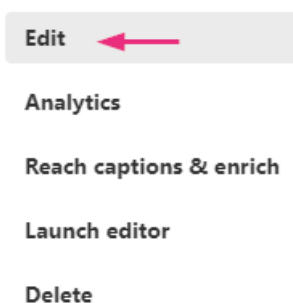 Edit
Analytics
Reach captions & enrich
Launch editor
Delete